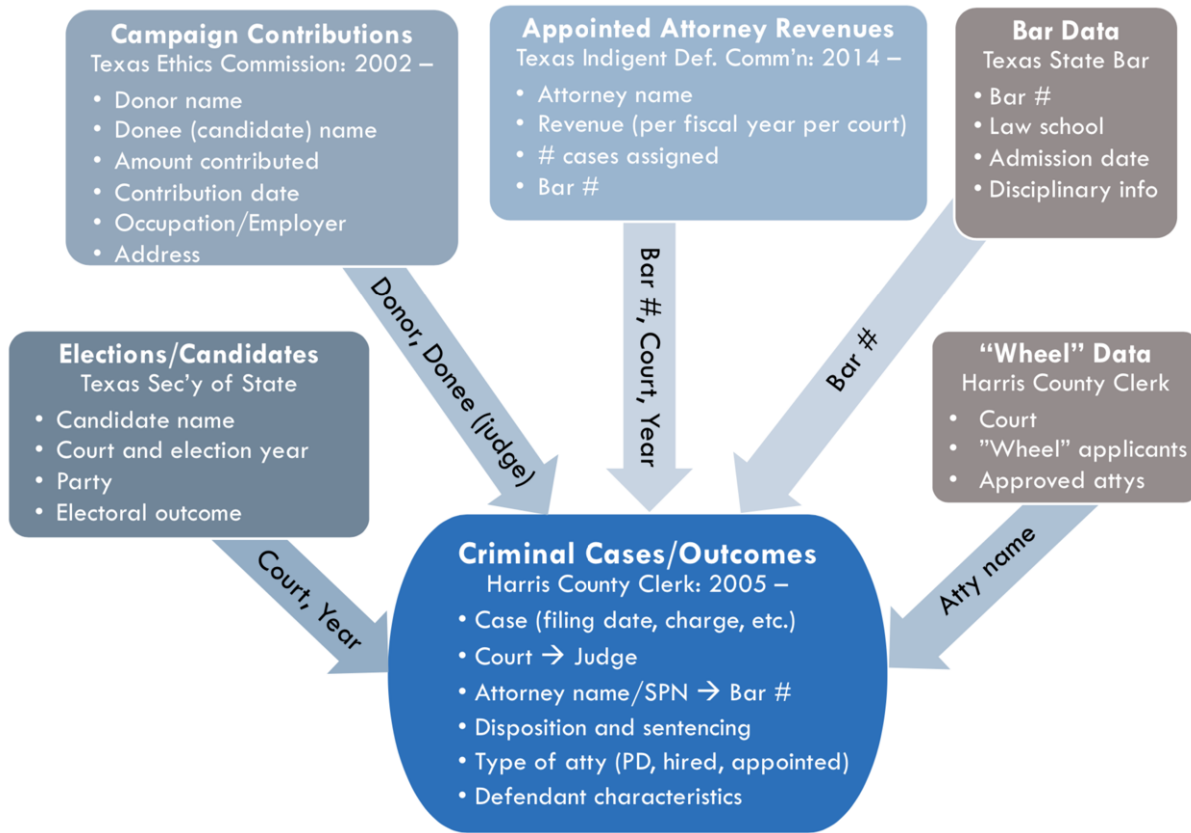 Campaign Contributions
Texas Ethics Commission: 2002 –
• Donor name
• Donee (candidate) name
• Amount contributed
• Contribution date
• Occupation/Employer
• Address
Appointed Attorney Revenues
Texas Indigent Def. Comm'n: 2014 –
• Attorney name
• Revenue (per fiscal year per court)
• # cases assigned
• Bar #
Bar Data
Texas State Bar
• Bar #
• Law school
• Admission date
• Disciplinary info
Elections/Candidates
Texas Sec'y of State
• Candidate name
• Court and election year
• Party
• Electoral outcome
"Wheel" Data
Harris County Clerk
• Court
• "Wheel" applicants
• Approved attys
Donor, Donee (judge)
Bar #, Court, Year
Bar #
Court, Year
Atty name
Criminal Cases/Outcomes
Harris County Clerk: 2005 –
• Case (filing date, charge, etc.)
• Court → Judge
• Attorney name/SPN → Bar #
• Disposition and sentencing
• Type of atty (PD, hired, appointed)
• Defendant characteristics